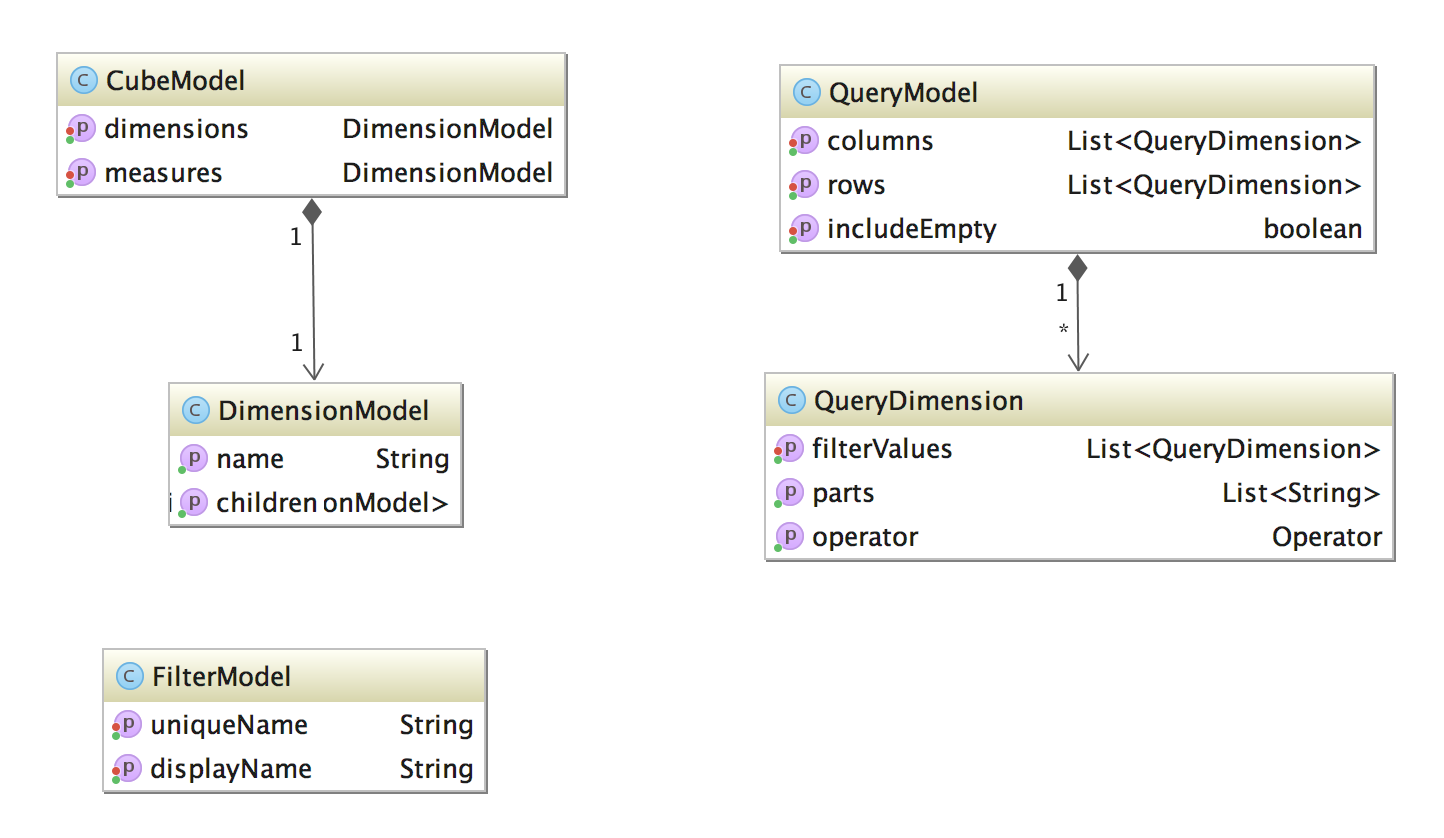 C CubeModel
p dimensions DimensionModel
p measures DimensionModel
1
1
C DimensionModel
p name String
p children onModel>
C FilterModel
p uniqueName String
p displayName String
C QueryModel
p columns List<QueryDimension>
p rows List<QueryDimension>
p includeEmpty boolean
1
*
C QueryDimension
p filterValues List<QueryDimension>
p parts List<String>
p operator Operator